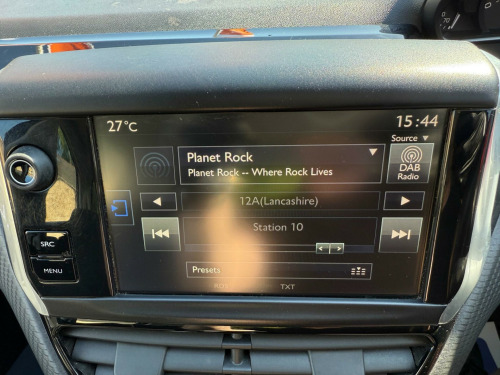 27°C
15:44
Source ▼
Planet Rock
Planet Rock -- Where Rock Lives
DAB
Radio
12A(Lancashire)
Station 10
Presets
TXT
SRC
MENU